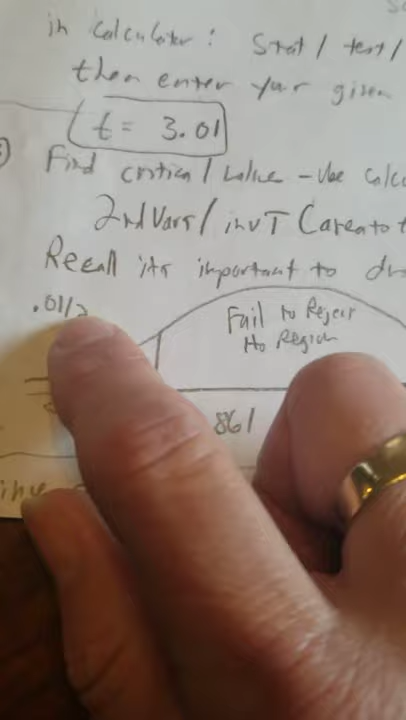 in Calculator: Stat / test /
then enter your given
t = 3.01
Find critical value - Use Calc
2nd Vars / invT (area to t
Recall its important to dr
.01/2
Fail to Reject
Ho Region
861